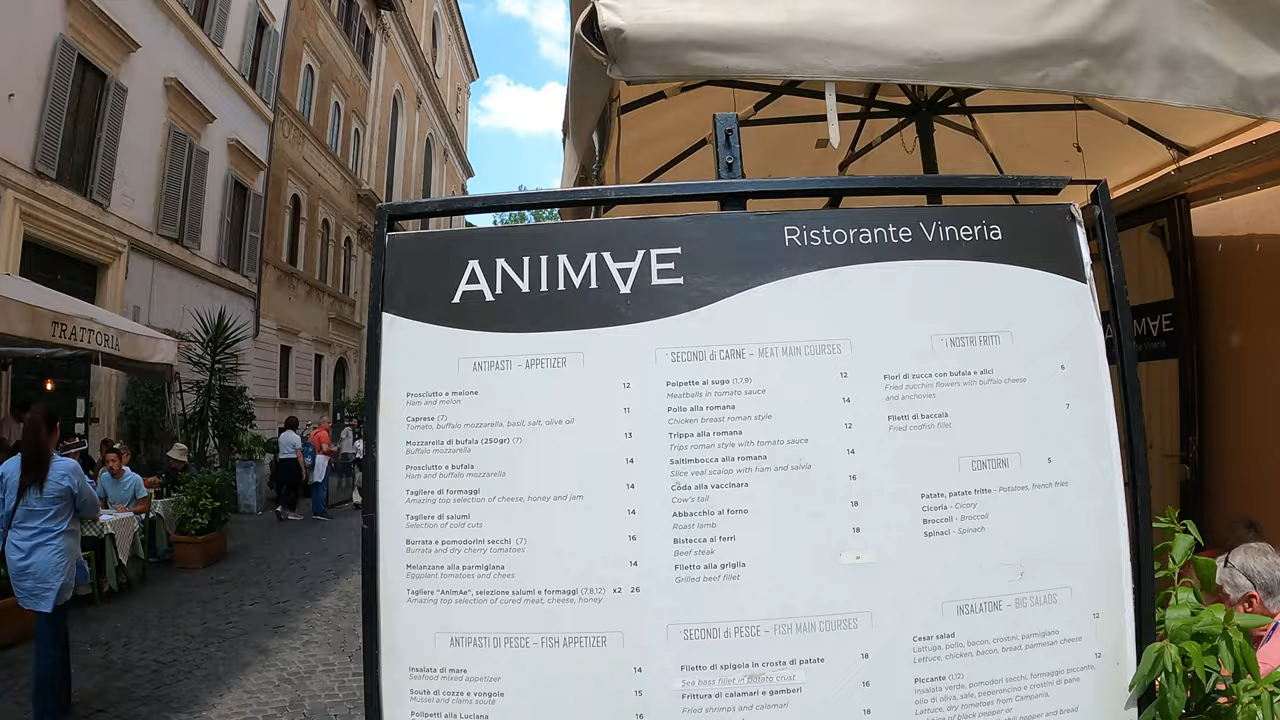 TRATTORIA
ANIMAE
Ristorante Vineria
ANTIPASTI – APPETIZER
Prosciutto e melone 12
Ham and melon
Caprese (7) 11
Tomato, buffalo mozzarella, basil, salt, olive oil
Mozzarella di bufala (250gr) (7) 13
Buffalo mozzarella
Prosciutto e bufala 14
Ham and buffalo mozzarella
Tagliere di formaggi 14
Amazing top selection of cheese, honey and jam
Tagliere di salumi 14
Selection of cold cuts
Burrata e pomodorini secchi (7) 16
Burrata and dry cherry tomatoes
Melanzane alla parmigiana 14
Eggplant tomatoes and chees
Tagliere "AnimAe", selezione salumi e formaggi (7,8,12) x2 26
Amazing top selection of cured meat, cheese, honey
ANTIPASTI DI PESCE – FISH APPETIZER
Insalata di mare 14
Seafood mixed appetizer
Soutè di cozze e vongole 15
Mussel and clams soutè
Polipetti alla Luciana 16
* SECONDI di CARNE – MEAT MAIN COURSES
Polpette al sugo (1,7,9) 12
Meatballs in tomato sauce
Pollo alla romana 14
Chicken breast roman style
Trippa alla romana 12
Trips roman style with tomato sauce
Saltimbocca alla romana 14
Slice veal scalop with ham and salvia
Coda alla vaccinara 16
Cow's tail
Abbacchio al forno 18
Roast lamb
Bistecca ai ferri 18
Beef steak
Filetto alla griglia
Grilled beef fillet
SECONDI di PESCE – FISH MAIN COURSES
Filetto di spigola in crosta di patate 18
Sea bass fillet in potato crust
Frittura di calamari e gamberi 16
Fried shrimps and calamari
18
* i NOSTRI FRITTI
Fiori di zucca con bufala e alici 6
Fried zucchini flowers with buffalo cheese
and anchovies
Filetti di baccalà 7
Fried codfish fillet
CONTORNI 5
Patate, patate fritte - Potatoes, french fries
Cicoria - Cicory
Broccoli - Broccoli
Spinaci - Spinach
INSALATONE – BIG SALADS
Cesar salad 12
Lattuga, pollo, bacon, crostini, parmigiano
Lettuce, chicken, bacon, bread, parmesan cheese
Piccante (1,12) 12
Insalata verde, pomodori secchi, formaggio piccante,
olio di oliva, sale, peperoncino e crostini di pane
Lettuce, dry tomatoes from Campania,
of black pepper or
chili pepper and bread